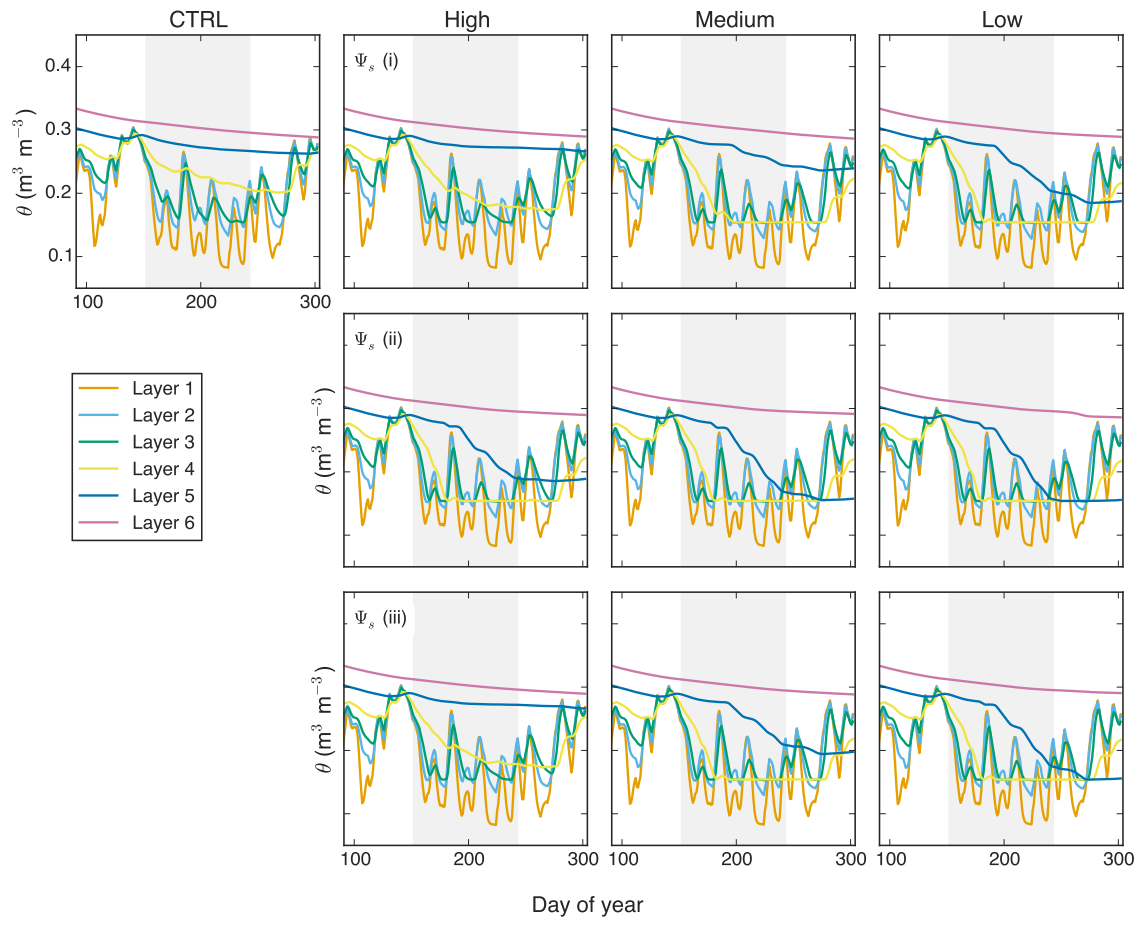 CTRL High Medium Low
Ψₛ (i)
0.4
0.3
0.2
0.1
θ (m³ m⁻³)
100 200 300
Ψₛ (ii)
θ (m³ m⁻³)
Layer 1
Layer 2
Layer 3
Layer 4
Layer 5
Layer 6
Ψₛ (iii)
θ (m³ m⁻³)
100 200 300 100 200 300 100 200 300
Day of year